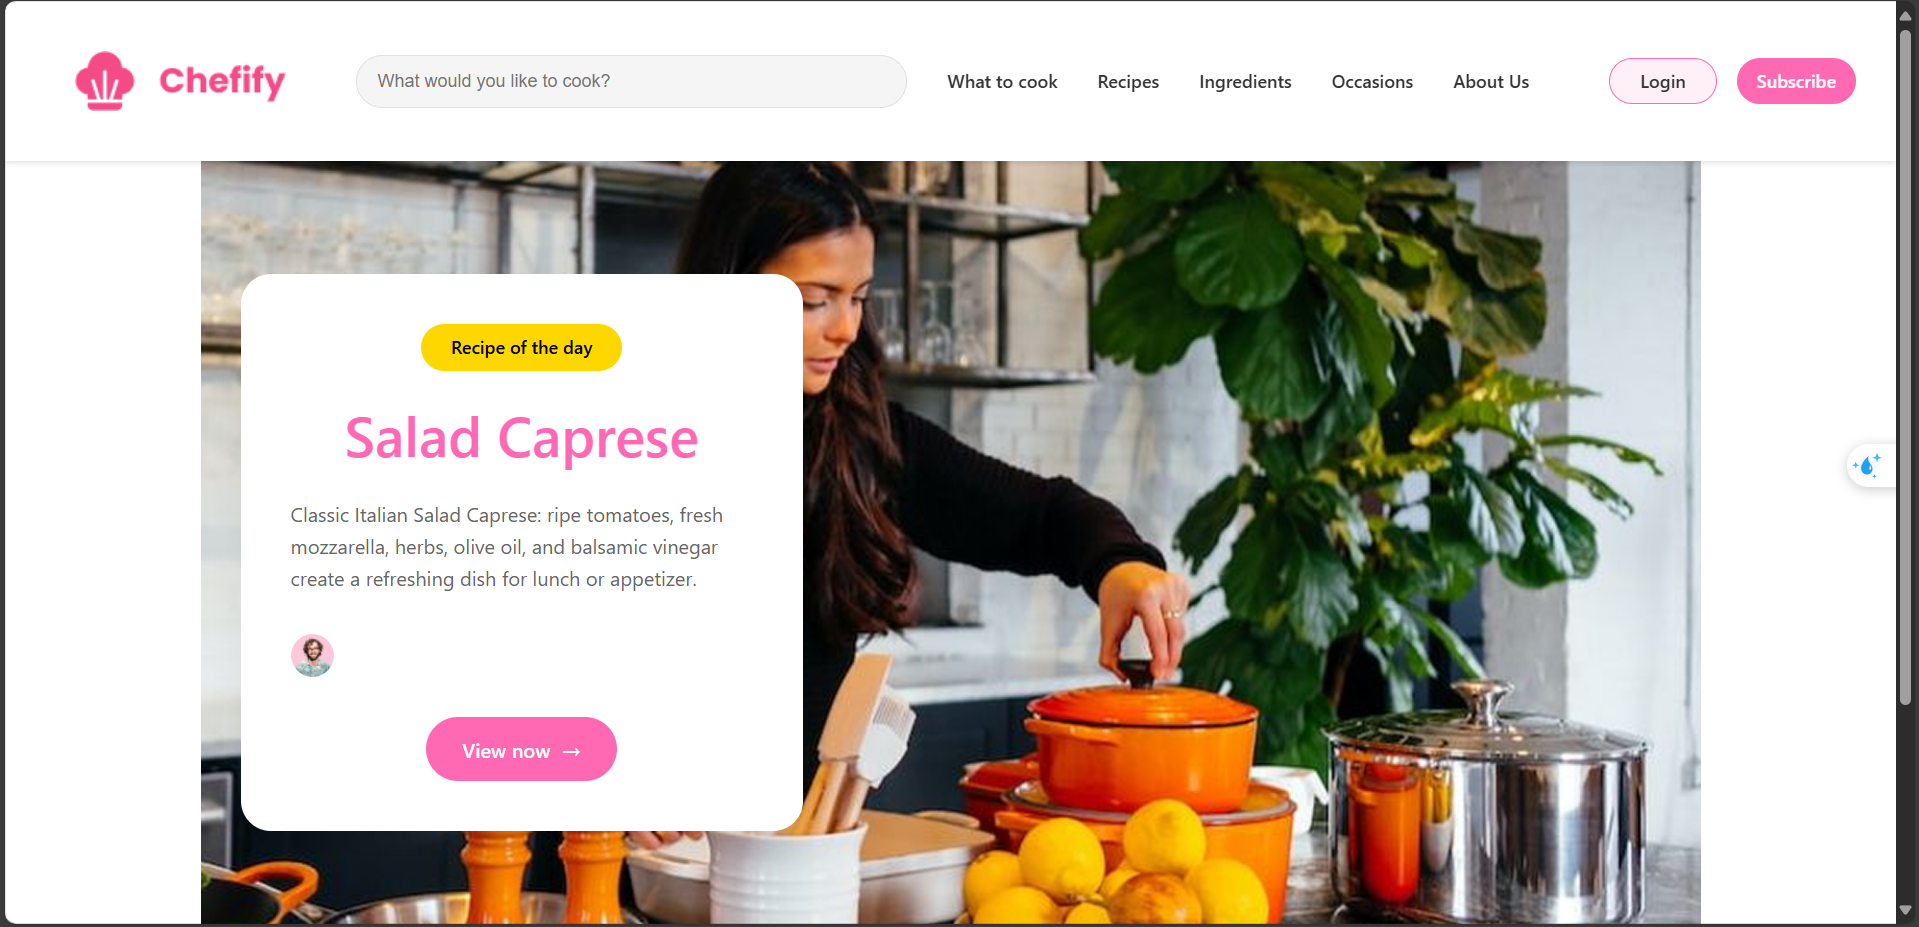 Chefify
What would you like to cook?
What to cook
Recipes
Ingredients
Occasions
About Us
Login
Subscribe
Recipe of the day
Salad Caprese
Classic Italian Salad Caprese: ripe tomatoes, fresh
mozzarella, herbs, olive oil, and balsamic vinegar
create a refreshing dish for lunch or appetizer.
View now →